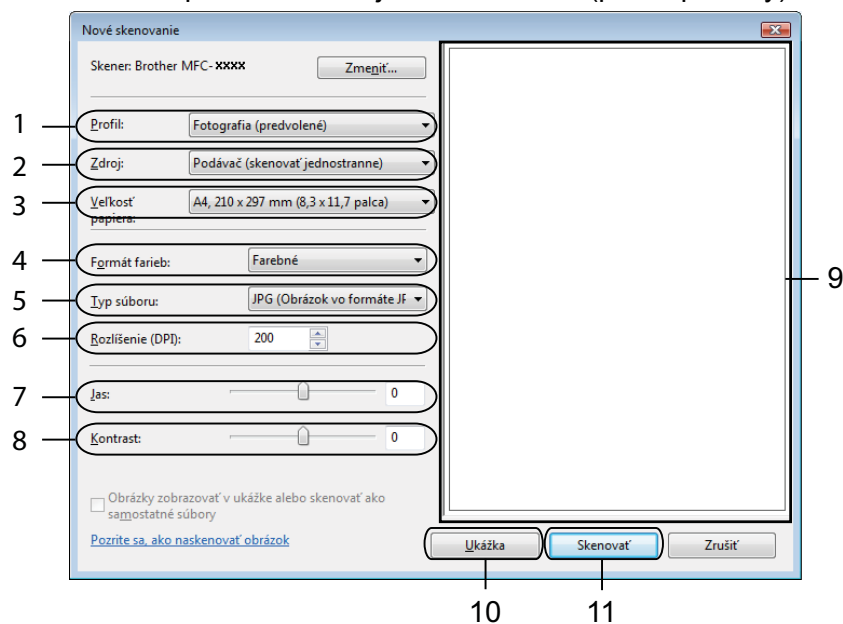 Nové skenovanie
Skener: Brother MFC-XXXX
Zmeniť...
1 Profil: Fotografia (predvolené)
2 Zdroj: Podávač (skenovať jednostranne)
3 Veľkosť papiera: A4, 210 x 297 mm (8,3 x 11,7 palca)
4 Formát farieb: Farebné
5 Typ súboru: JPG (Obrázok vo formáte
6 Rozlíšenie (DPI): 200
7 Jas: 0
8 Kontrast: 0
9
Obrázky zobrazovať v ukážke alebo skenovať ako
samostatné súbory
Pozrite sa, ako naskenovať obrázok
Ukážka Skenovať Zrušiť
10 11